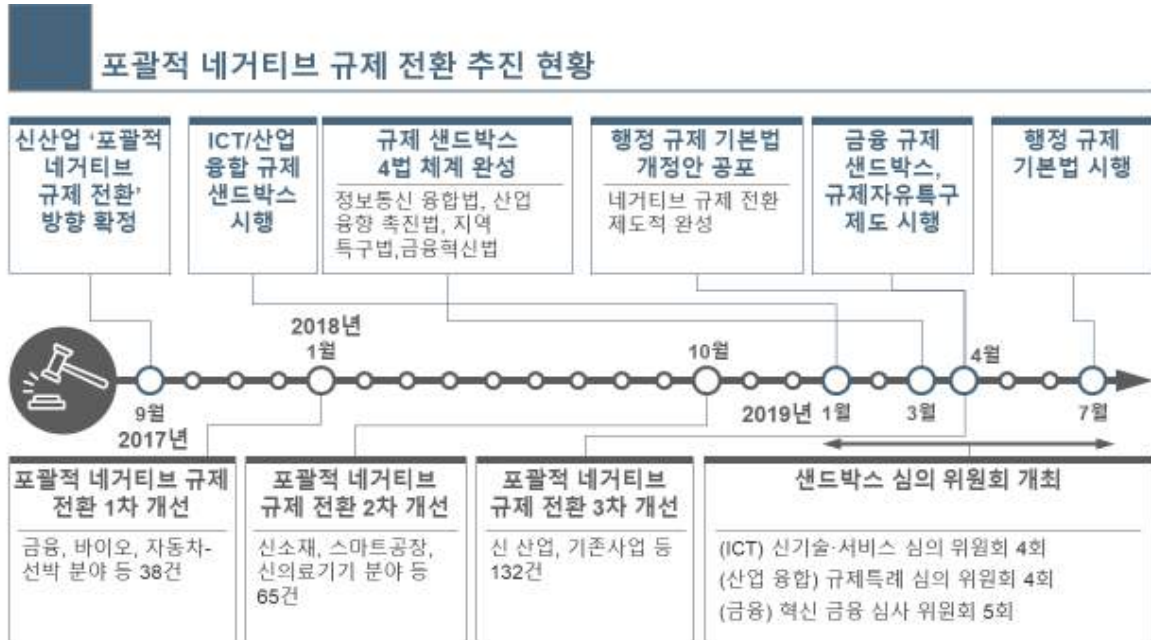 포괄적 네거티브 규제 전환 추진 현황
신산업 ‘포괄적
네거티브
규제 전환’
방향 확정
ICT/산업
융합 규제
샌드박스
시행
규제 샌드박스
4법 체계 완성
정보통신 융합법, 산업
융향 촉진법, 지역
특구법,금융혁신법
행정 규제 기본법
개정안 공포
네거티브 규제 전환
제도적 완성
금융 규제
샌드박스,
규제자유특구
제도 시행
행정 규제
기본법 시행
2018년
1월
10월
4월
9월
2017년
2019년 1월
3월
7월
포괄적 네거티브 규제
전환 1차 개선
금융, 바이오, 자동차-
선박 분야 등 38건
포괄적 네거티브
규제 전환 2차 개선
신소재, 스마트공장,
신의료기기 분야 등
65건
포괄적 네거티브
규제 전환 3차 개선
신 산업, 기존사업 등
132건
샌드박스 심의 위원회 개최
(ICT) 신기술·서비스 심의 위원회 4회
(산업 융합) 규제특례 심의 위원회 4회
(금융) 혁신 금융 심사 위원회 5회